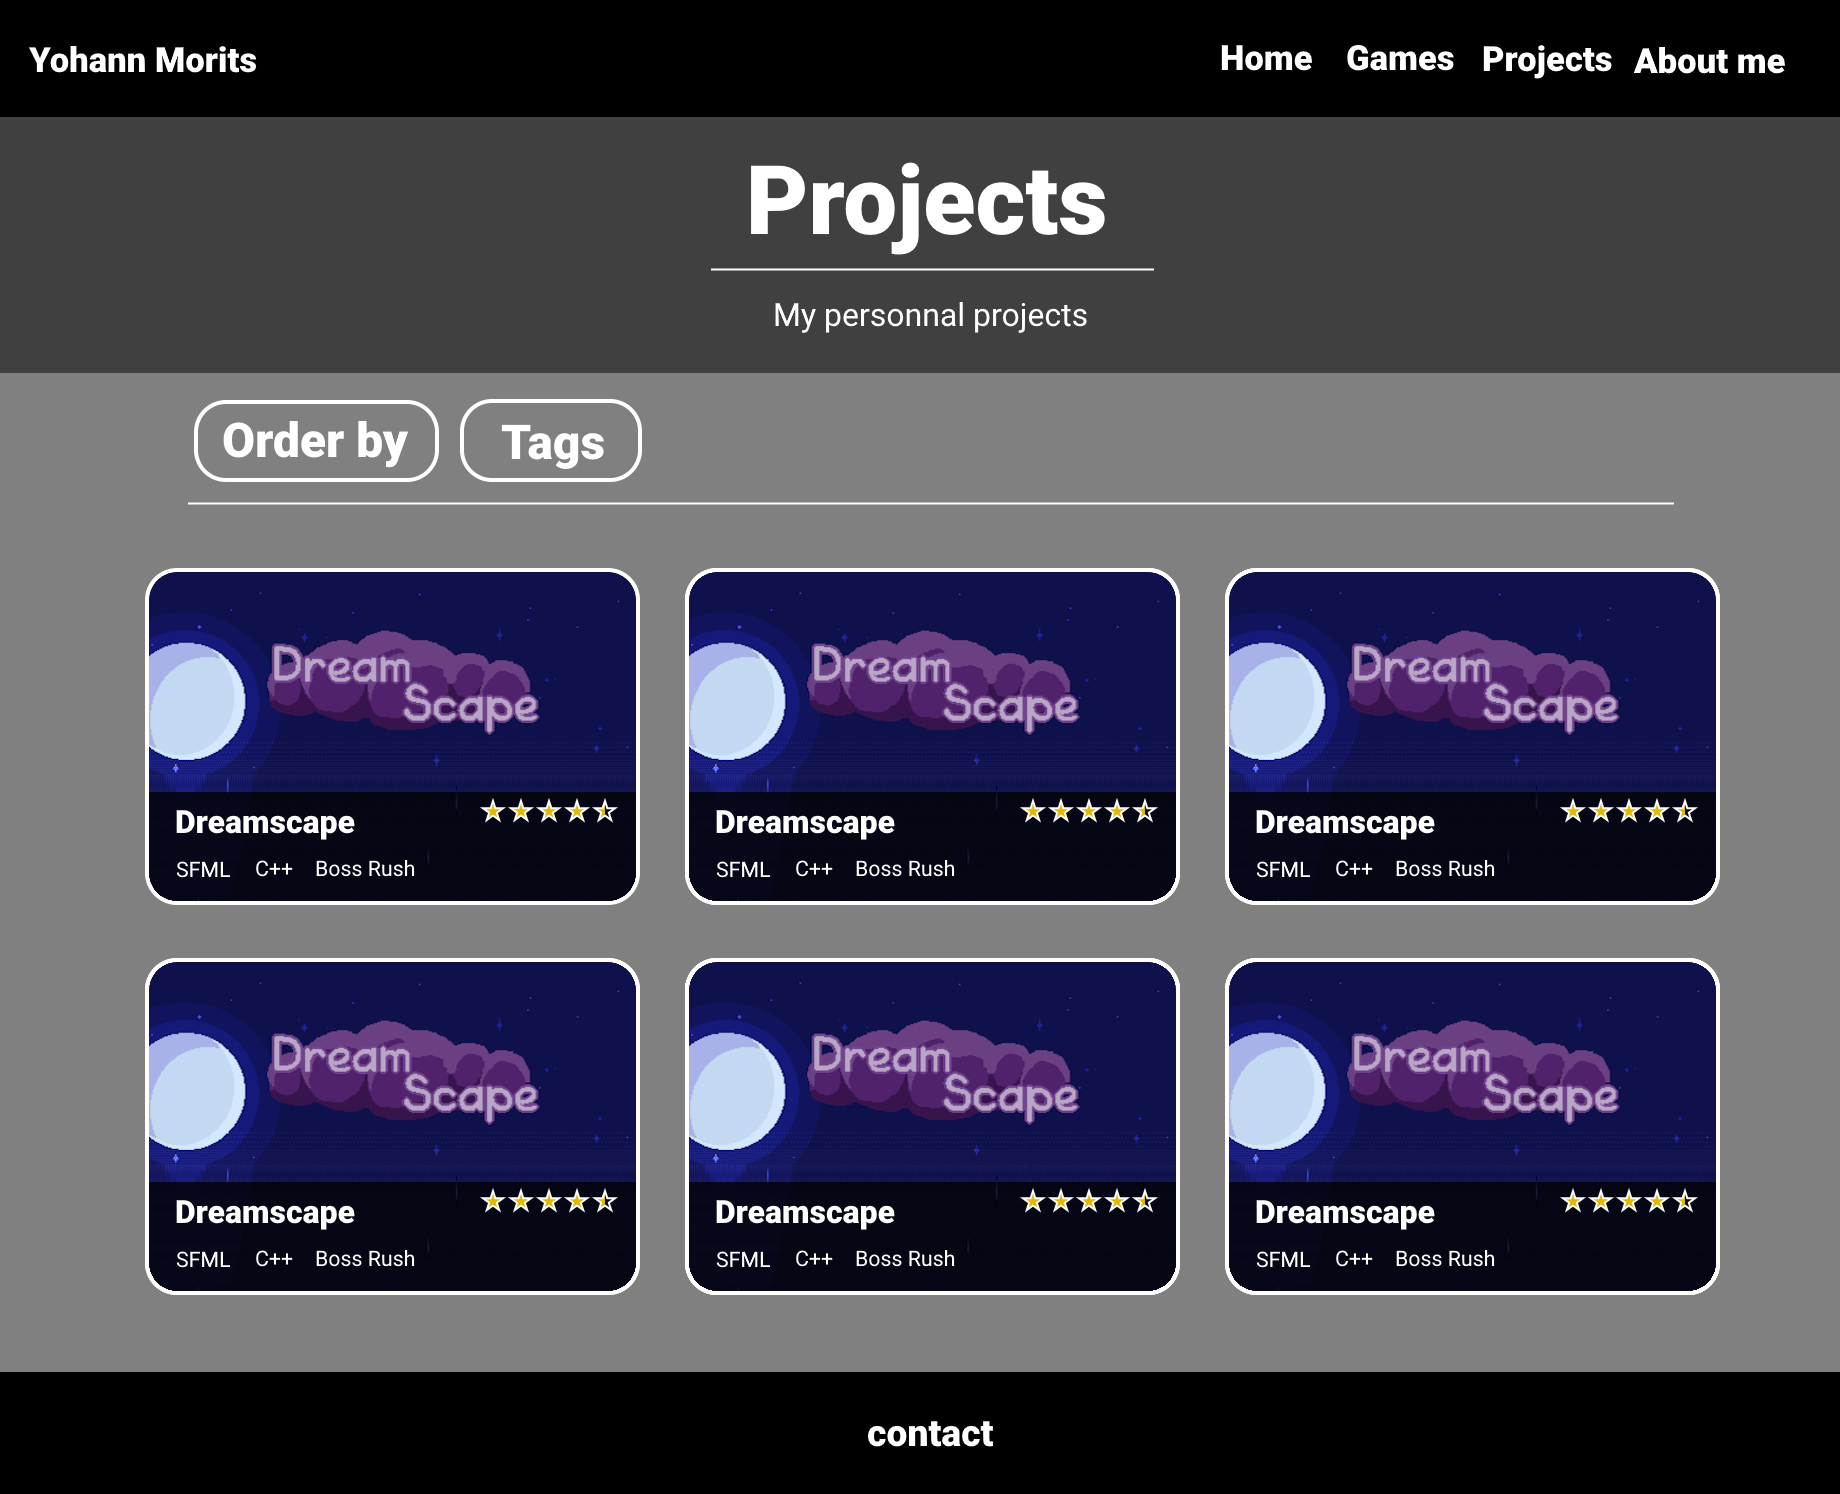 Yohann Morits
Home Games Projects About me
Projects
My personnal projects
Order by Tags
Dream
Scape
Dreamscape
SFML C++ Boss Rush
Dream
Scape
Dreamscape
SFML C++ Boss Rush
Dream
Scape
Dreamscape
SFML C++ Boss Rush
Dream
Scape
Dreamscape
SFML C++ Boss Rush
Dream
Scape
Dreamscape
SFML C++ Boss Rush
Dream
Scape
Dreamscape
SFML C++ Boss Rush
contact